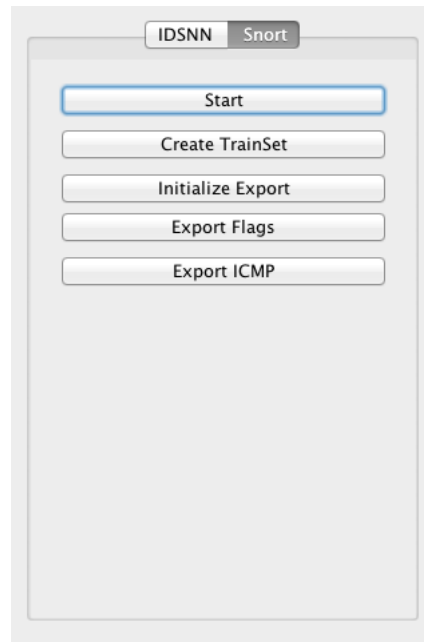 IDSNN Snort
Start
Create TrainSet
Initialize Export
Export Flags
Export ICMP